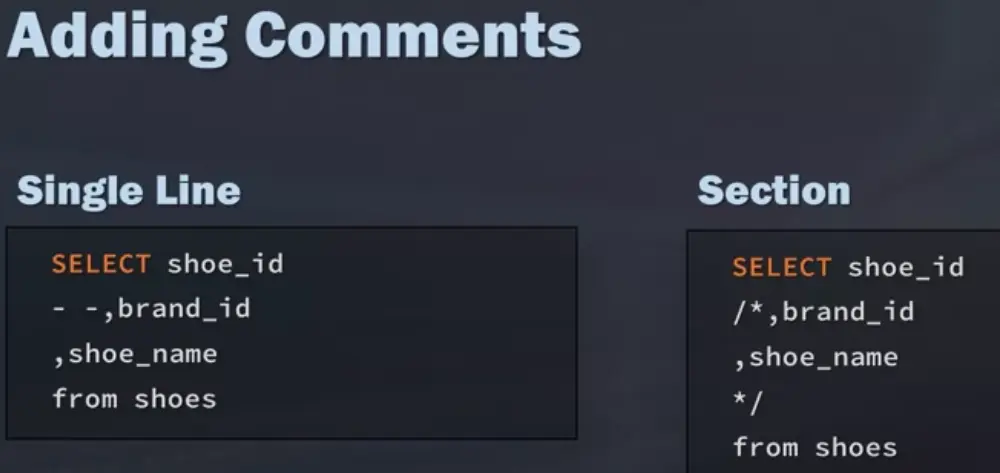 Adding Comments
Single Line
SELECT shoe_id
- -,brand_id
,shoe_name
from shoes
Section
SELECT shoe_id
/*,brand_id
,shoe_name
*/
from shoes